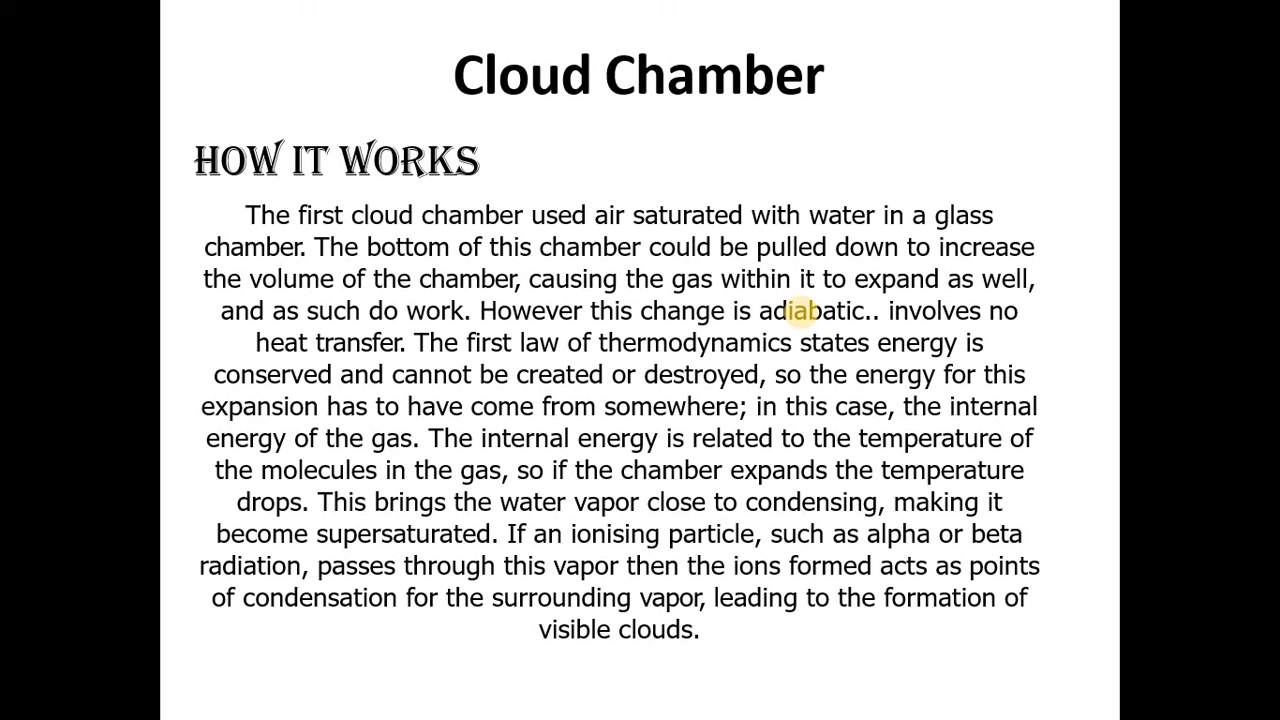 Cloud Chamber
HOW IT WORKS
The first cloud chamber used air saturated with water in a glass
chamber. The bottom of this chamber could be pulled down to increase
the volume of the chamber, causing the gas within it to expand as well,
and as such do work. However this change is adiabatic.. involves no
heat transfer. The first law of thermodynamics states energy is
conserved and cannot be created or destroyed, so the energy for this
expansion has to have come from somewhere; in this case, the internal
energy of the gas. The internal energy is related to the temperature of
the molecules in the gas, so if the chamber expands the temperature
drops. This brings the water vapor close to condensing, making it
become supersaturated. If an ionising particle, such as alpha or beta
radiation, passes through this vapor then the ions formed acts as points
of condensation for the surrounding vapor, leading to the formation of
visible clouds.